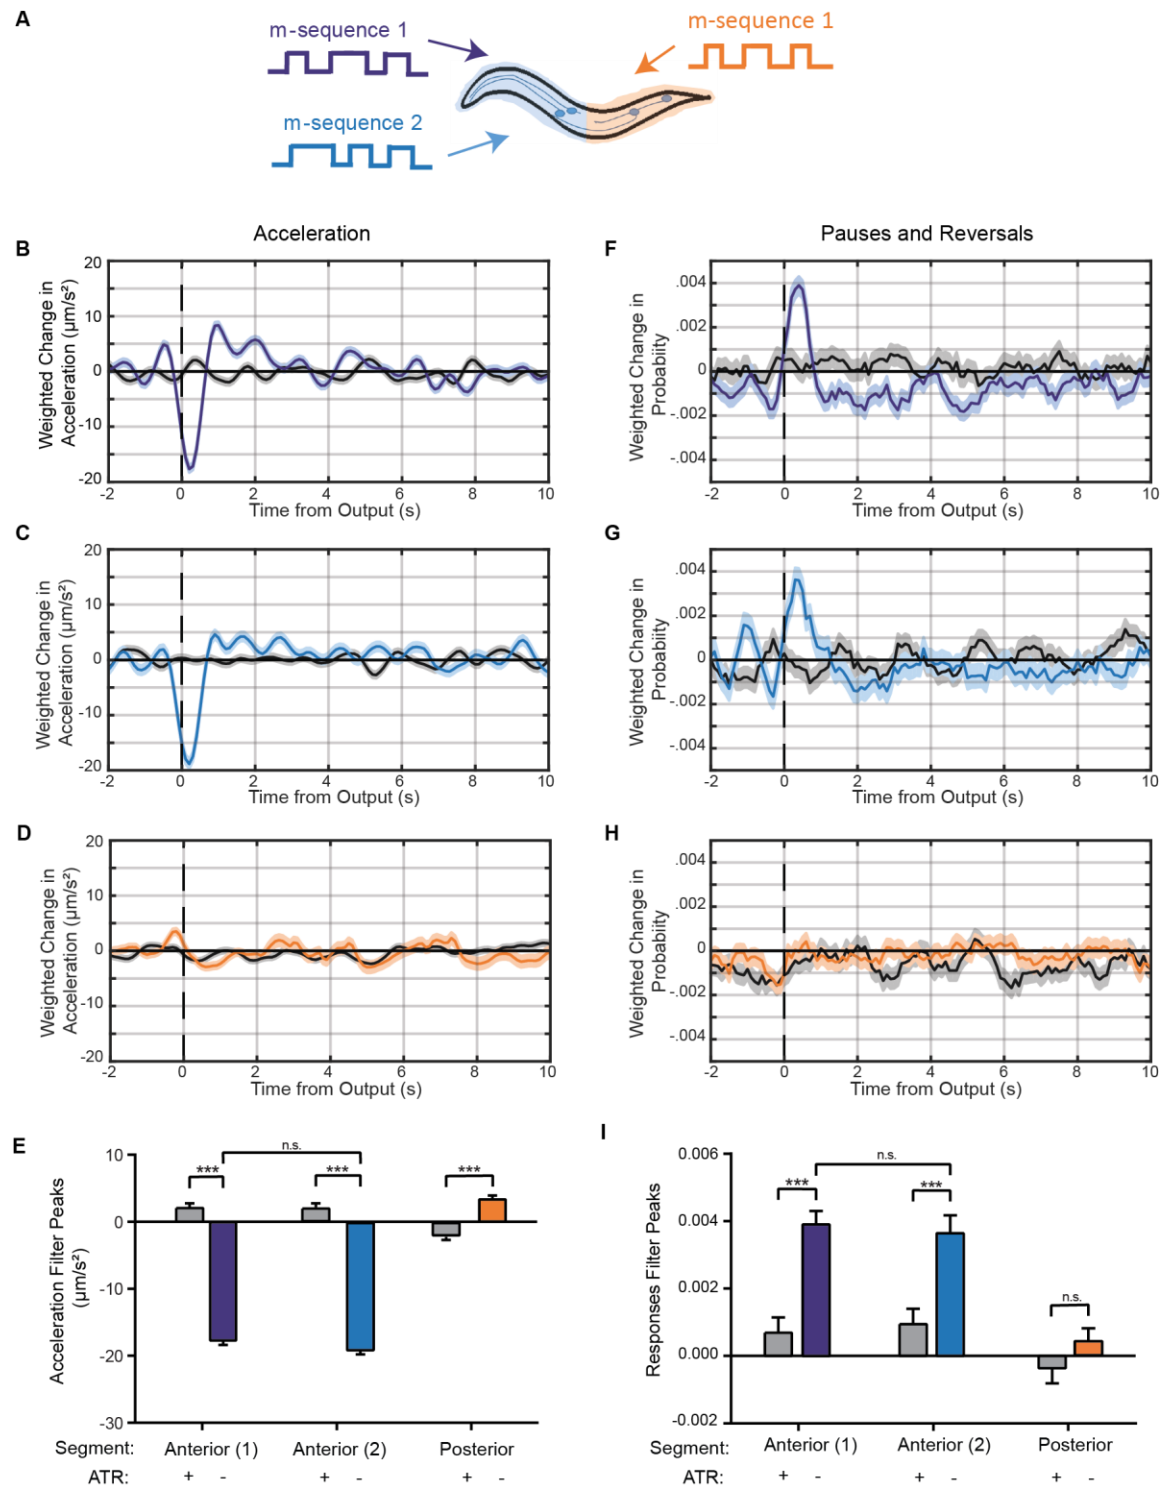 A
m-sequence 1
m-sequence 1
m-sequence 2
Acceleration
Pauses and Reversals
B
Weighted Change in
Acceleration (µm/s²)
20
10
0
-10
-20
-2 0 2 4 6 8 10
Time from Output (s)
F
Weighted Change in
Probabiity
.004
.002
0
-.002
-.004
-2 0 2 4 6 8 10
Time from Output (s)
C
Weighted Change in
Acceleration (µm/s²)
20
10
0
-10
-20
-2 0 2 4 6 8 10
Time from Output (s)
G
Weighted Change in
Probabiity
.004
.002
0
-.002
-.004
-2 0 2 4 6 8 10
Time from Output (s)
D
Weighted Change in
Acceleration (µm/s²)
20
10
0
-10
-20
-2 0 2 4 6 8 10
Time from Output (s)
H
Weighted Change in
Probabiity
.004
.002
0
-.002
-.004
-2 0 2 4 6 8 10
Time from Output (s)
E
Acceleration Filter Peaks
(µm/s²)
10
0
-10
-20
-30
n.s.
*** *** ***
Segment: Anterior (1) Anterior (2) Posterior
ATR: + - + - + -
I
Responses Filter Peaks
0.006
0.004
0.002
0.000
-0.002
n.s.
*** *** n.s.
Segment: Anterior (1) Anterior (2) Posterior
ATR: + - + - + -